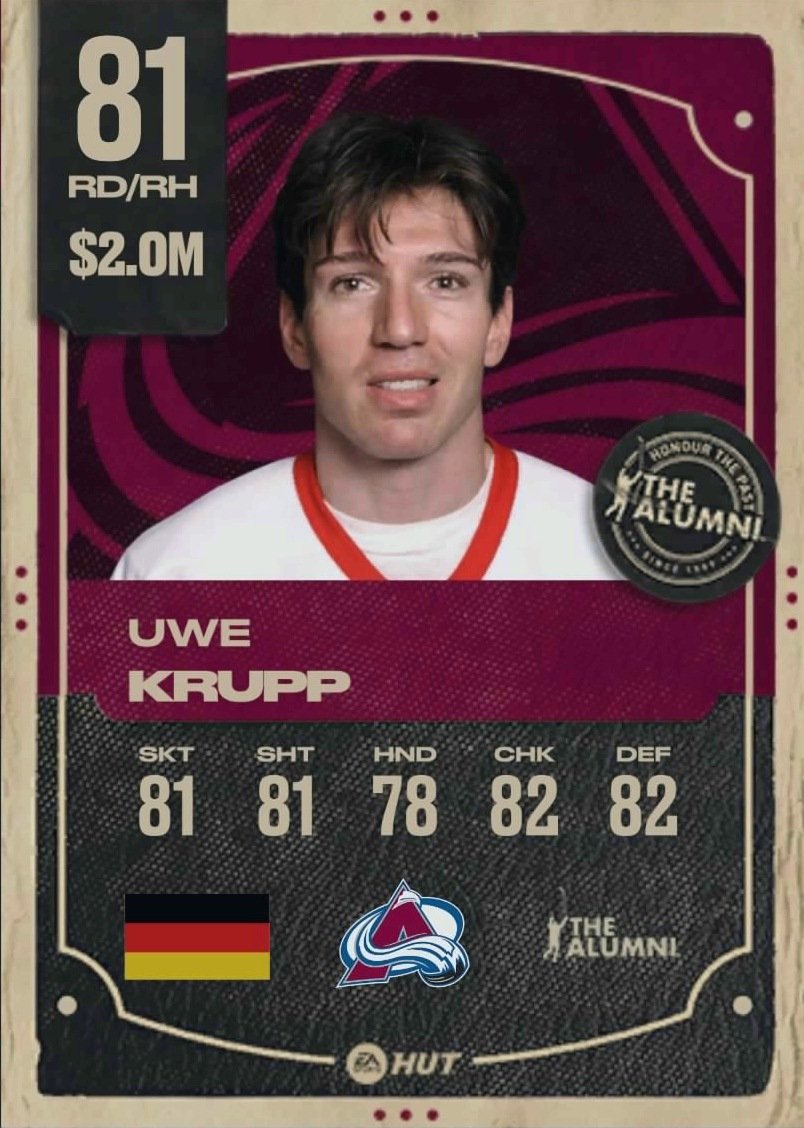 81
RD/RH
$2.0M
HONOUR THE PAST
THE
ALUMNI
UWE
KRUPP
SKT SHT HND CHK DEF
81 81 78 82 82
THE
ALUMNI
EA HUT